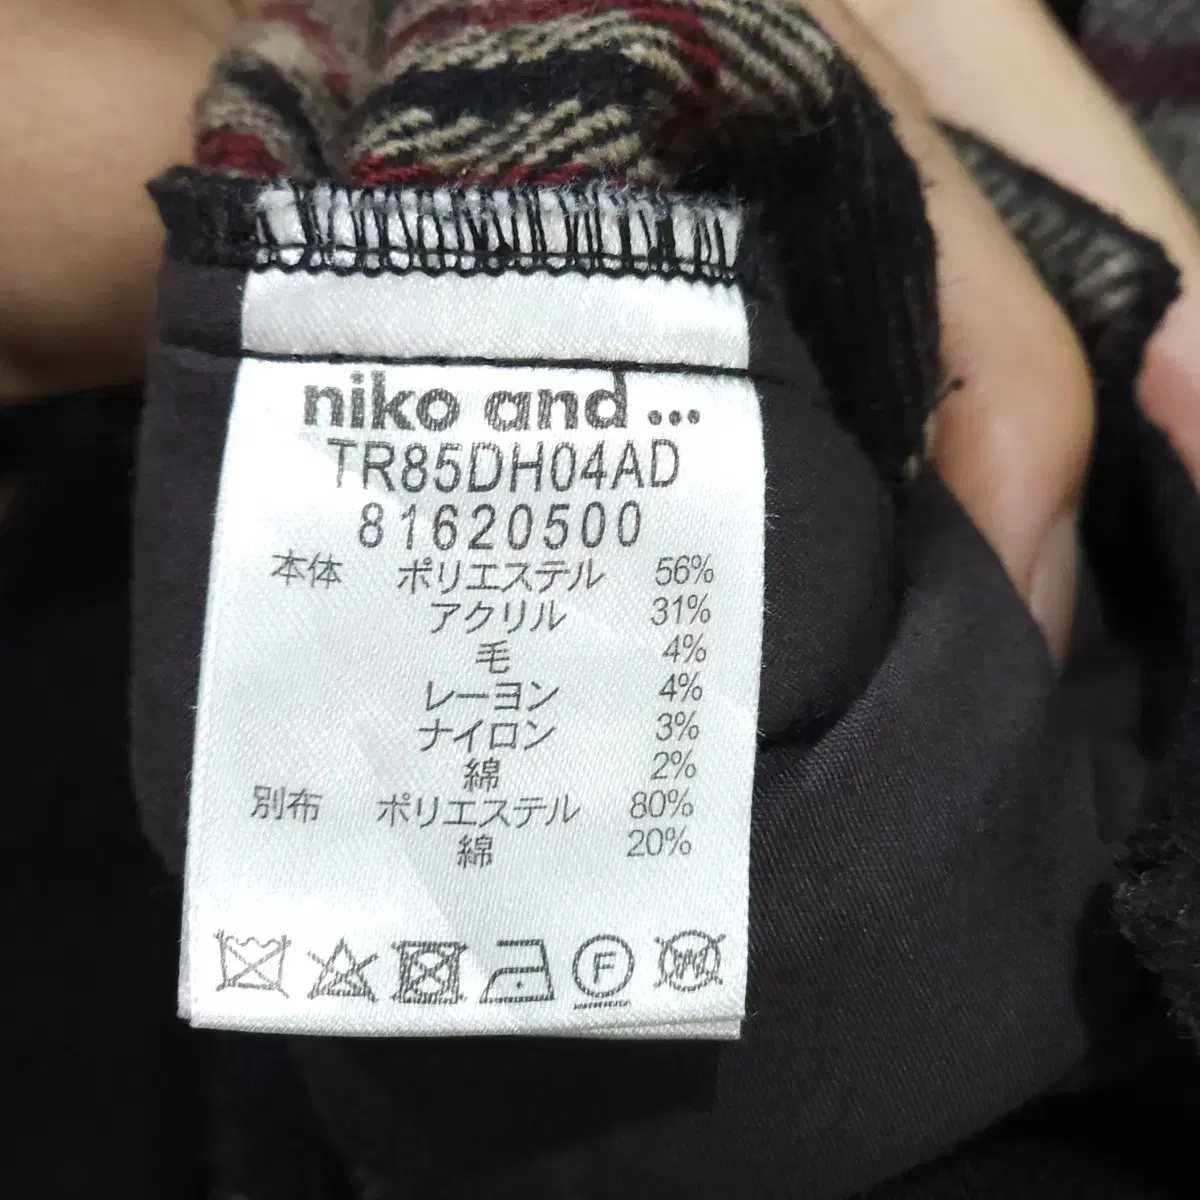 niko and ...
TR85DH04AD
81620500
本体 ポリエステル 56%
アクリル 31%
毛 4%
レーヨン 4%
ナイロン 3%
綿 2%
別布 ポリエステル 80%
綿 20%
F W